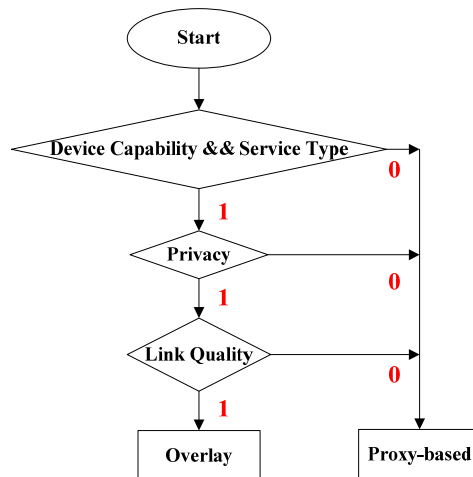 Start
Device Capability && Service Type
0
1
Privacy
0
1
Link Quality
0
1
Overlay
Proxy-based